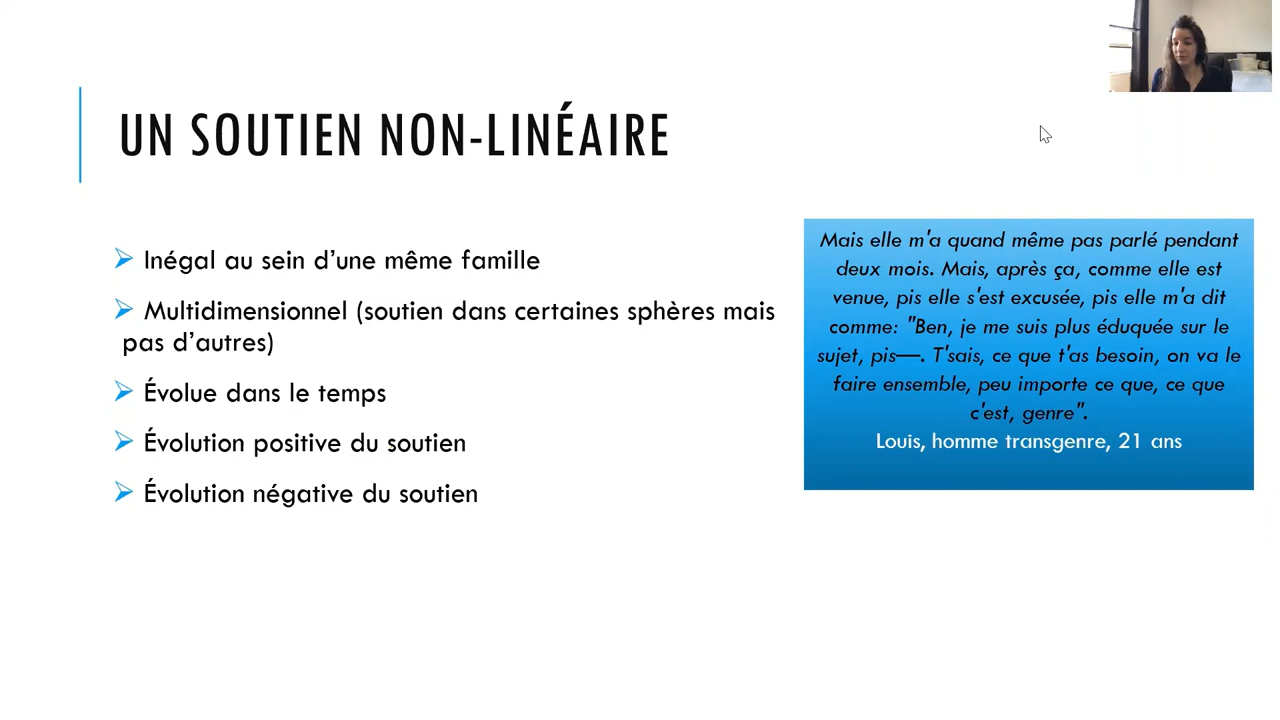 UN SOUTIEN NON-LINÉAIRE
Inégal au sein d’une même famille
Multidimensionnel (soutien dans certaines sphères mais
pas d’autres)
Évolue dans le temps
Évolution positive du soutien
Évolution négative du soutien
Mais elle m'a quand même pas parlé pendant
deux mois. Mais, après ça, comme elle est
venue, pis elle s'est excusée, pis elle m'a dit
comme: "Ben, je me suis plus éduquée sur le
sujet, pis—. T'sais, ce que t'as besoin, on va le
faire ensemble, peu importe ce que, ce que
c'est, genre".
Louis, homme transgenre, 21 ans